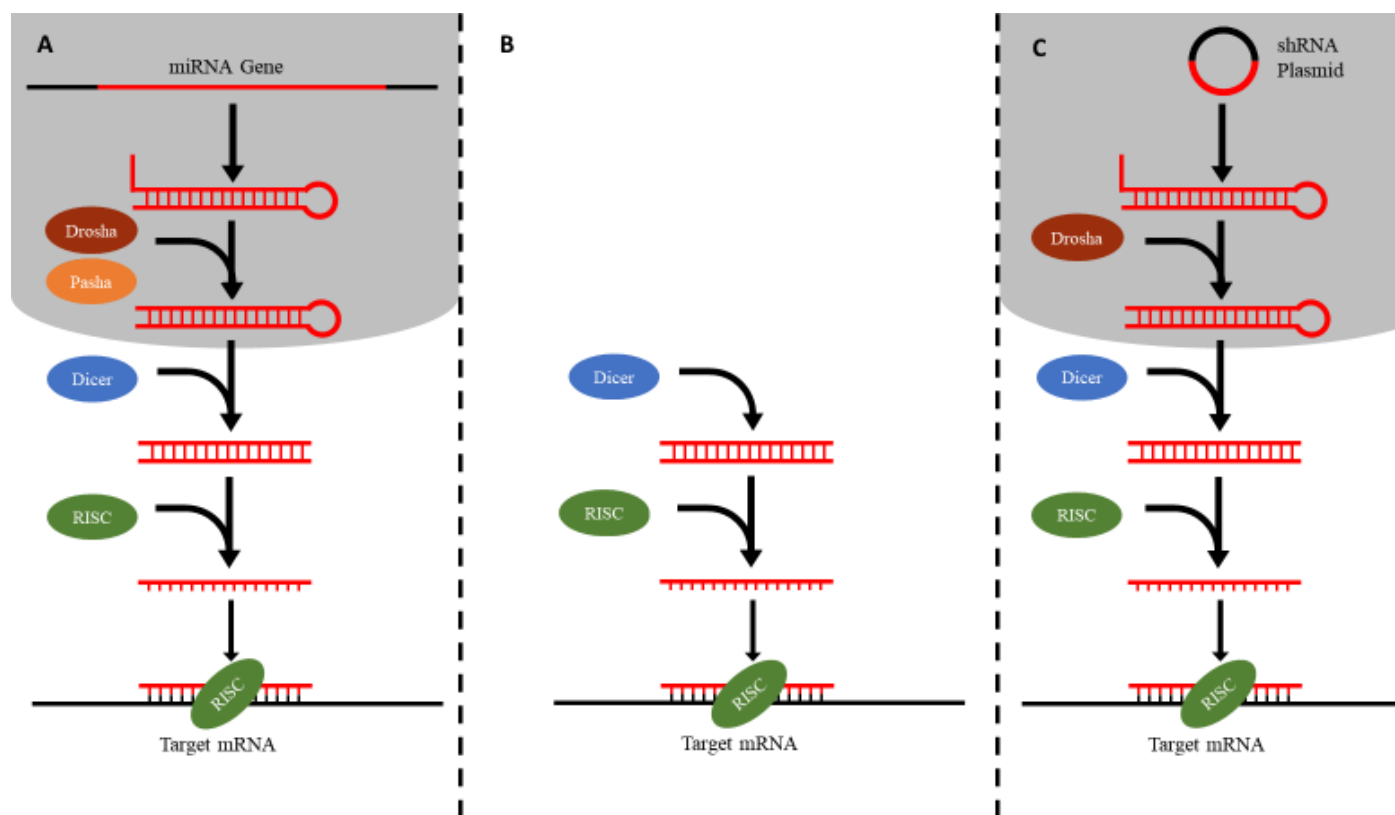 A
miRNA Gene
Drosha
Pasha
Dicer
RISC
RISC
Target mRNA
B
Dicer
RISC
RISC
Target mRNA
C
shRNA
Plasmid
Drosha
Dicer
RISC
RISC
Target mRNA